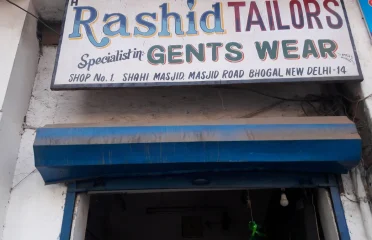 Rashid TAILORS
Specialist in GENTS WEAR
SHOP No. 1. SHAHI MASJID MASJID ROAD BHOGAL NEW DELHI-14